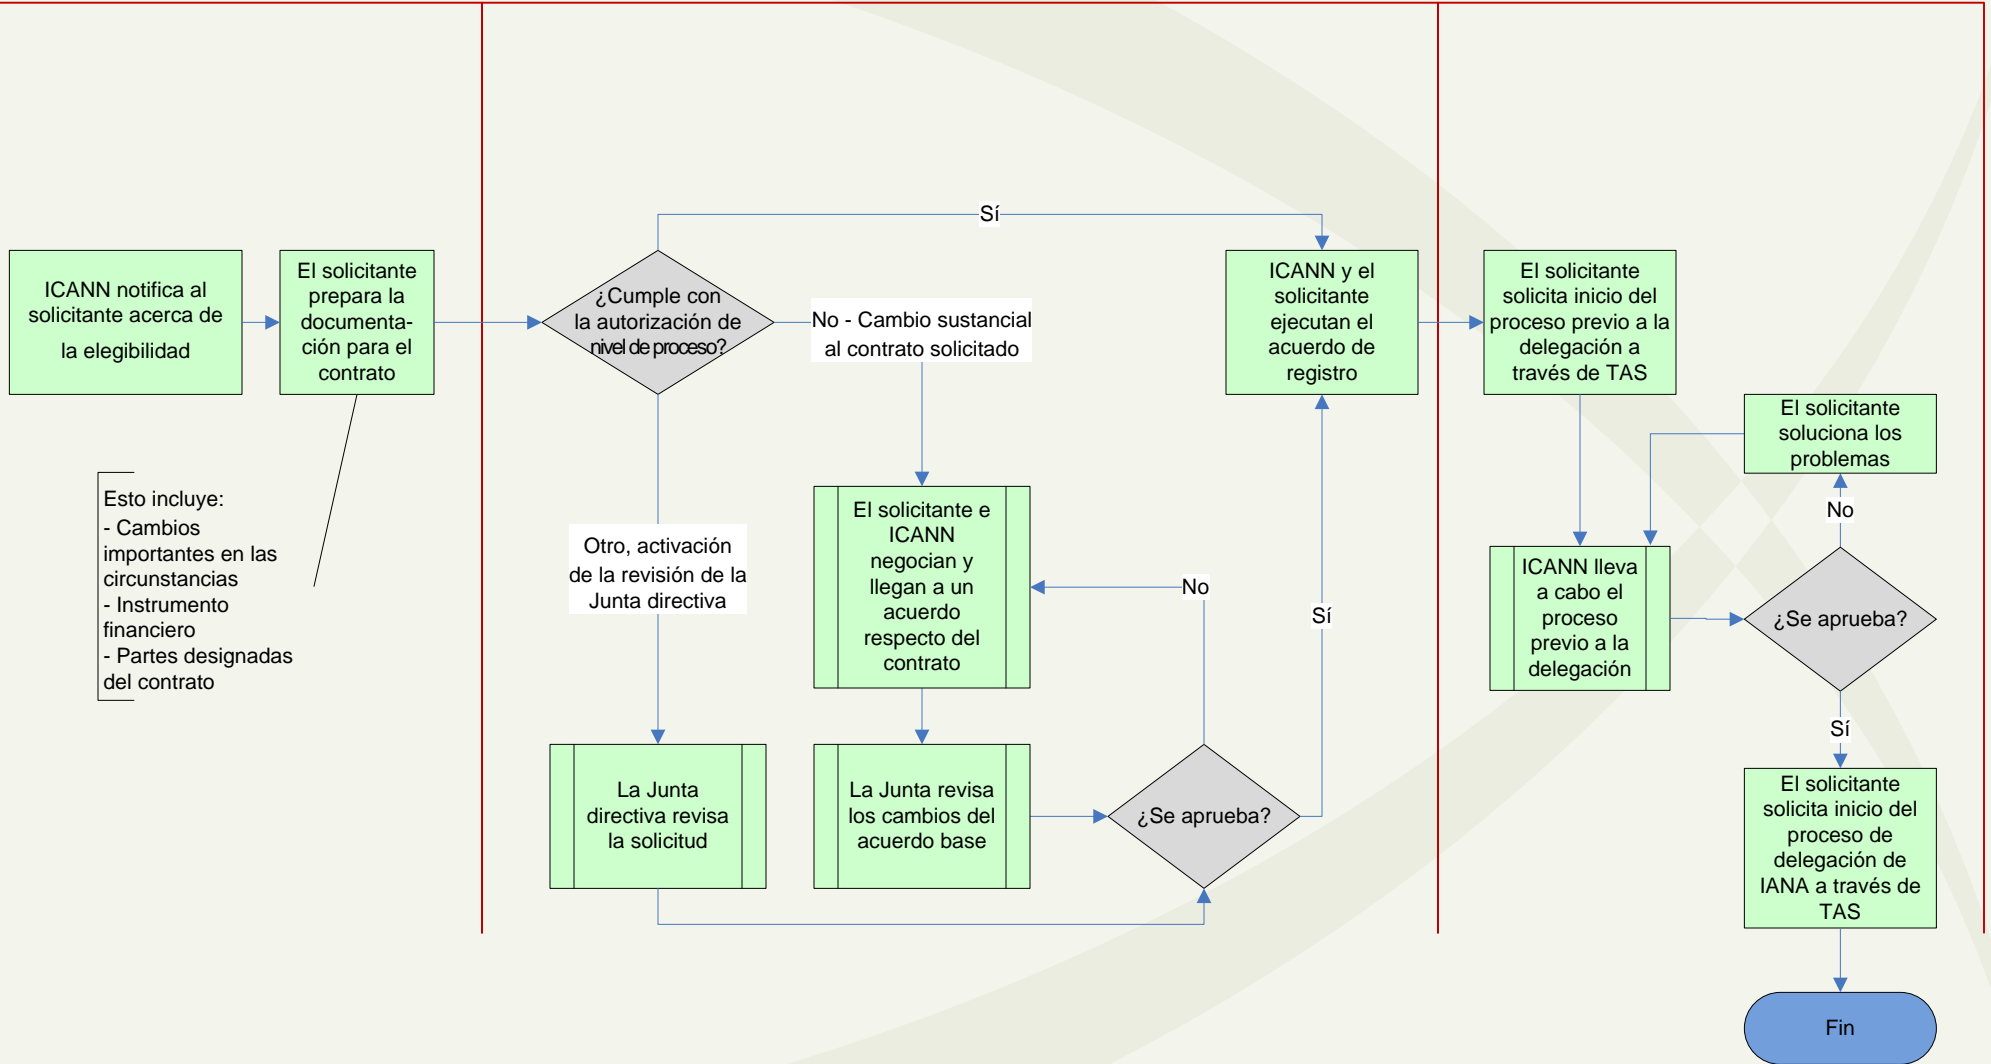 ICANN notifica al
solicitante acerca de
la elegibilidad
El solicitante
prepara la
documenta-
ción para el
contrato
Esto incluye:
- Cambios
importantes en las
circunstancias
- Instrumento
financiero
- Partes designadas
del contrato
¿Cumple con
la autorización de
nivel de proceso?
Sí
No - Cambio sustancial
al contrato solicitado
Otro, activación
de la revisión de la
Junta directiva
El solicitante e
ICANN
negocian y
llegan a un
acuerdo
respecto del
contrato
La Junta
directiva revisa
la solicitud
La Junta revisa
los cambios del
acuerdo base
¿Se aprueba?
No
Sí
ICANN y el
solicitante
ejecutan el
acuerdo de
registro
El solicitante
solicita inicio del
proceso previo a la
delegación a
través de TAS
El solicitante
soluciona los
problemas
No
ICANN lleva
a cabo el
proceso
previo a la
delegación
¿Se aprueba?
Sí
El solicitante
solicita inicio del
proceso de
delegación de
IANA a través de
TAS
Fin